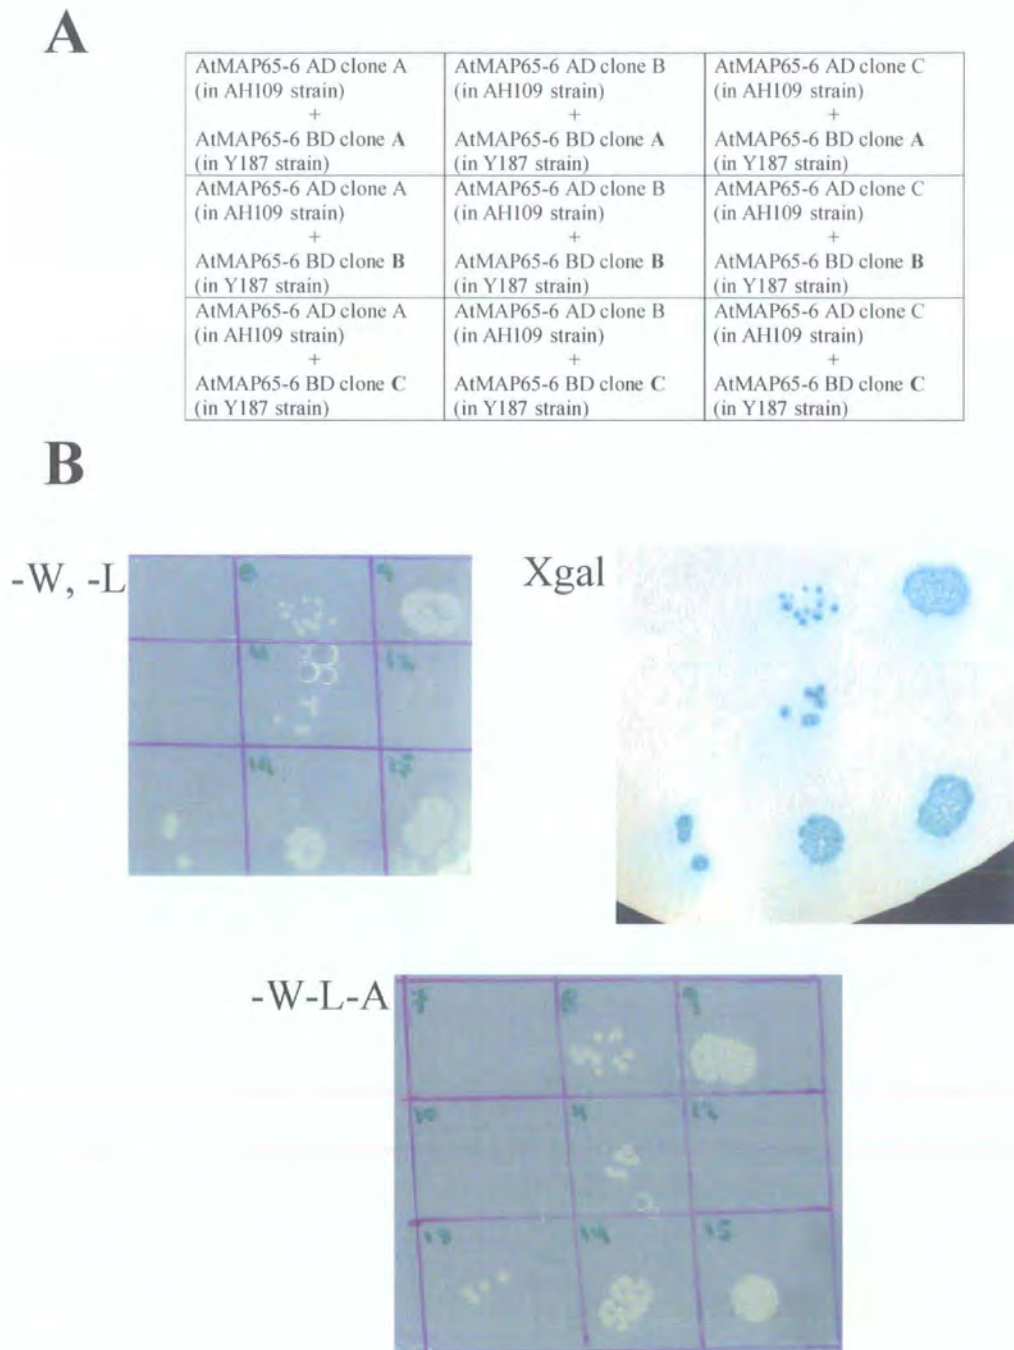 A
AtMAP65-6 AD clone A
(in AH109 strain)
+
AtMAP65-6 BD clone A
(in Y187 strain)
AtMAP65-6 AD clone B
(in AH109 strain)
+
AtMAP65-6 BD clone A
(in Y187 strain)
AtMAP65-6 AD clone C
(in AH109 strain)
+
AtMAP65-6 BD clone A
(in Y187 strain)
AtMAP65-6 AD clone A
(in AH109 strain)
+
AtMAP65-6 BD clone B
(in Y187 strain)
AtMAP65-6 AD clone B
(in AH109 strain)
+
AtMAP65-6 BD clone B
(in Y187 strain)
AtMAP65-6 AD clone C
(in AH109 strain)
+
AtMAP65-6 BD clone B
(in Y187 strain)
AtMAP65-6 AD clone A
(in AH109 strain)
+
AtMAP65-6 BD clone C
(in Y187 strain)
AtMAP65-6 AD clone B
(in AH109 strain)
+
AtMAP65-6 BD clone C
(in Y187 strain)
AtMAP65-6 AD clone C
(in AH109 strain)
+
AtMAP65-6 BD clone C
(in Y187 strain)
B
-W, -L
8
9
11
12
14
15
Xgal
-W-L-A
7
8
9
10
11
12
13
14
15